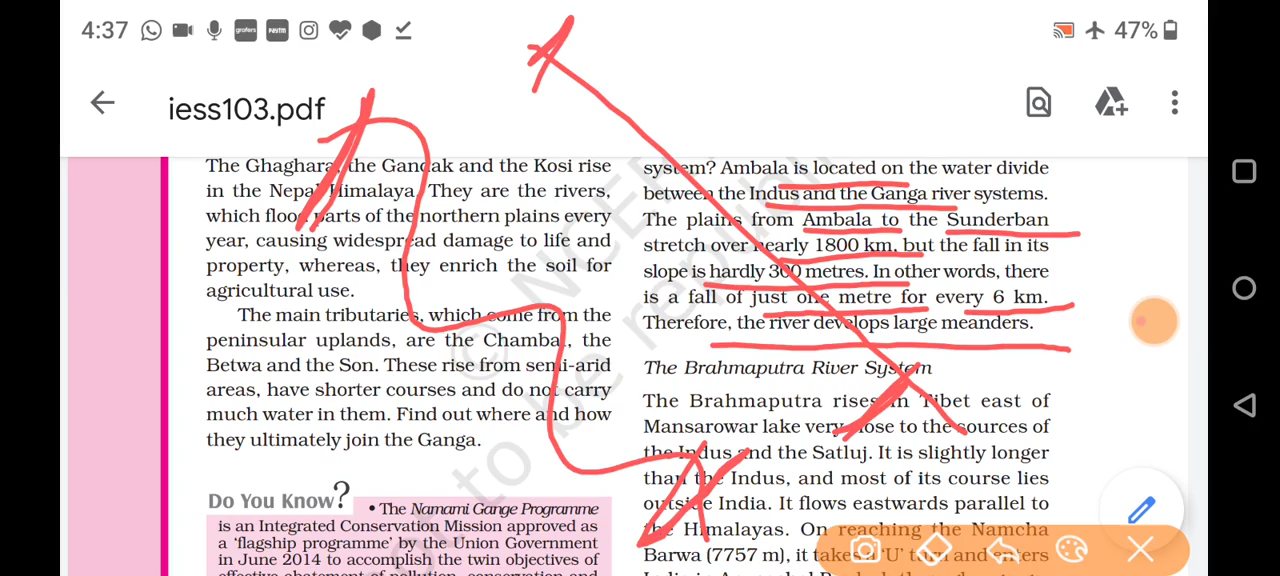 4:37
grofers
Paytm
47%
iess103.pdf
The Ghaghara, the Gandak and the Kosi rise
in the Nepal Himalaya. They are the rivers,
which flood parts of the northern plains every
year, causing widespread damage to life and
property, whereas, they enrich the soil for
agricultural use.
The main tributaries, which come from the
peninsular uplands, are the Chambal, the
Betwa and the Son. These rise from semi-arid
areas, have shorter courses and do not carry
much water in them. Find out where and how
they ultimately join the Ganga.
Do You Know?
• The Namami Gange Programme
is an Integrated Conservation Mission approved as
a ‘flagship programme’ by the Union Government
in June 2014 to accomplish the twin objectives of
effective abatement of pollution, conservation and
system? Ambala is located on the water divide
between the Indus and the Ganga river systems.
The plains from Ambala to the Sunderban
stretch over nearly 1800 km, but the fall in its
slope is hardly 300 metres. In other words, there
is a fall of just one metre for every 6 km.
Therefore, the river develops large meanders.
The Brahmaputra River System
The Brahmaputra rises in Tibet east of
Mansarowar lake very close to the sources of
the Indus and the Satluj. It is slightly longer
than the Indus, and most of its course lies
outside India. It flows eastwards parallel to
the Himalayas. On reaching the Namcha
Barwa (7757 m), it takes a ‘U’ turn and enters
© NCERT
to be republished